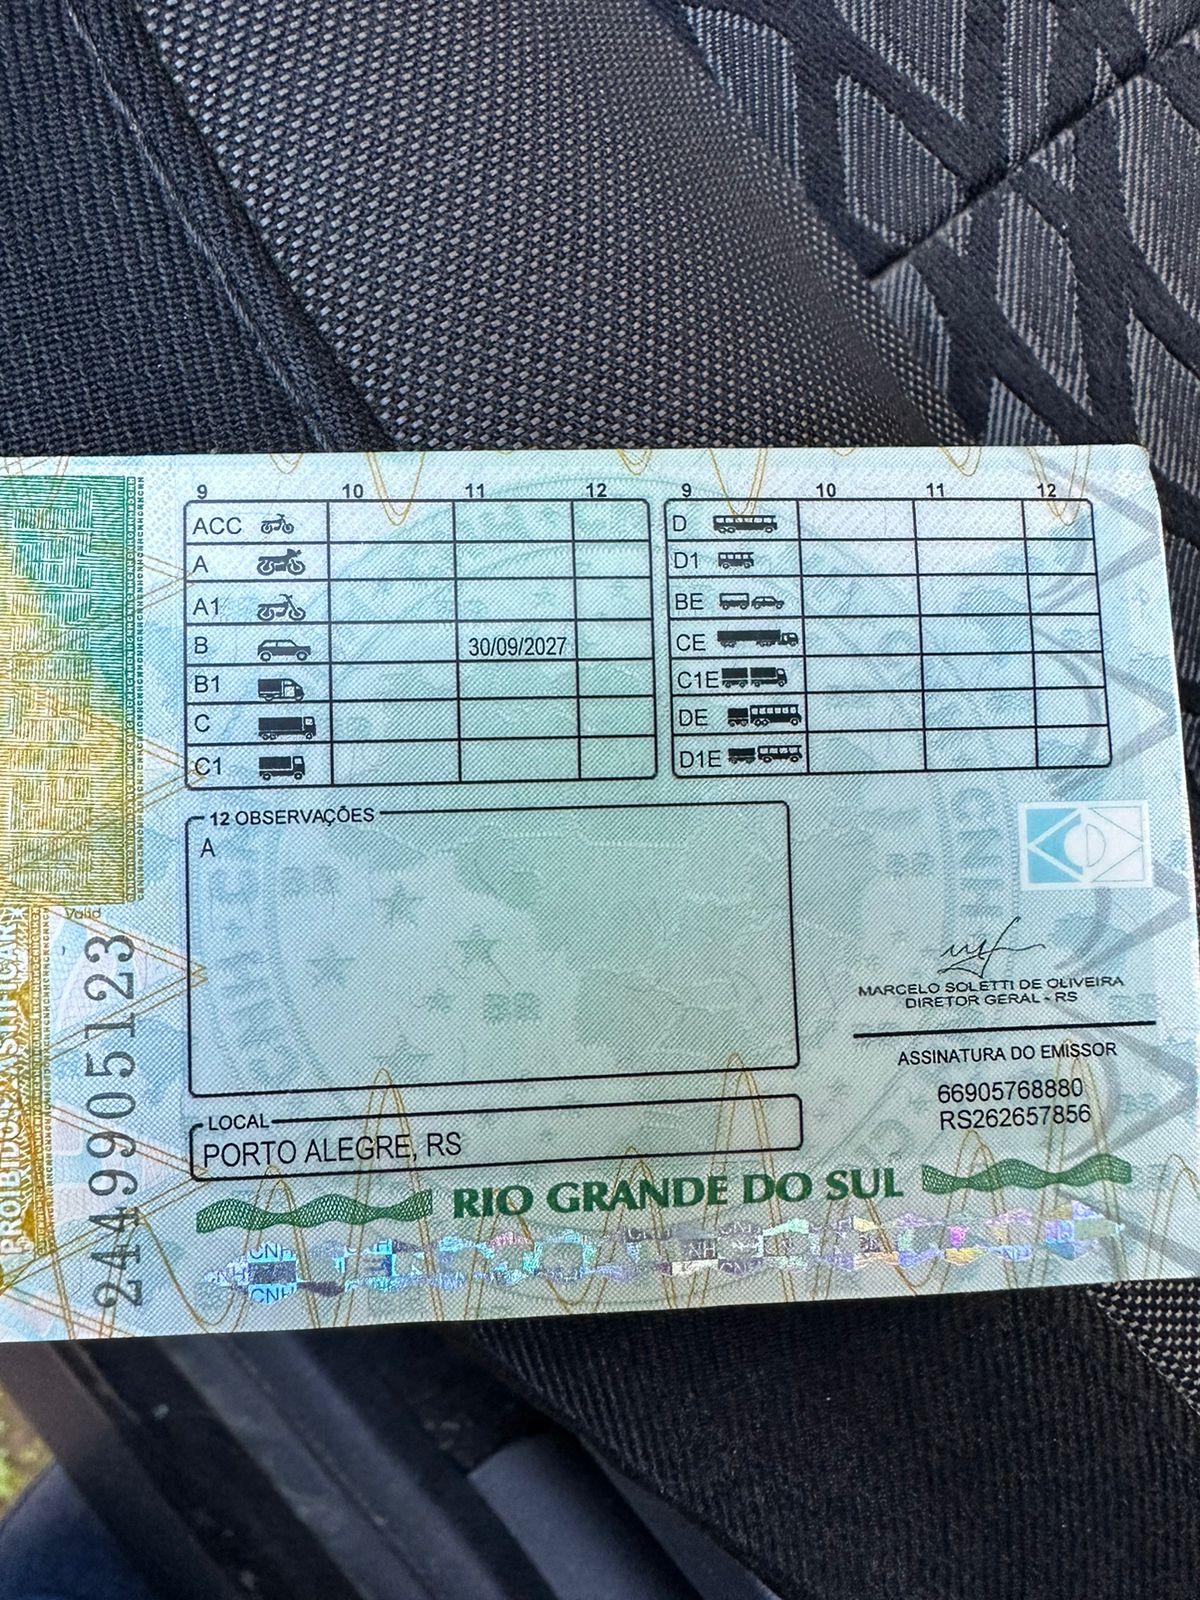 9 10 11 12
ACC
A
A1
B 30/09/2027
B1
C
C1
9 10 11 12
D
D1
BE
CE
C1E
DE
D1E
12 OBSERVAÇÕES
A
LOCAL
PORTO ALEGRE, RS
MARCELO SOLETTI DE OLIVEIRA
DIRETOR GERAL - RS
ASSINATURA DO EMISSOR
66905768880
RS262657856
RIO GRANDE DO SUL
2449905123
PROIBIDO PLASTIFICAR